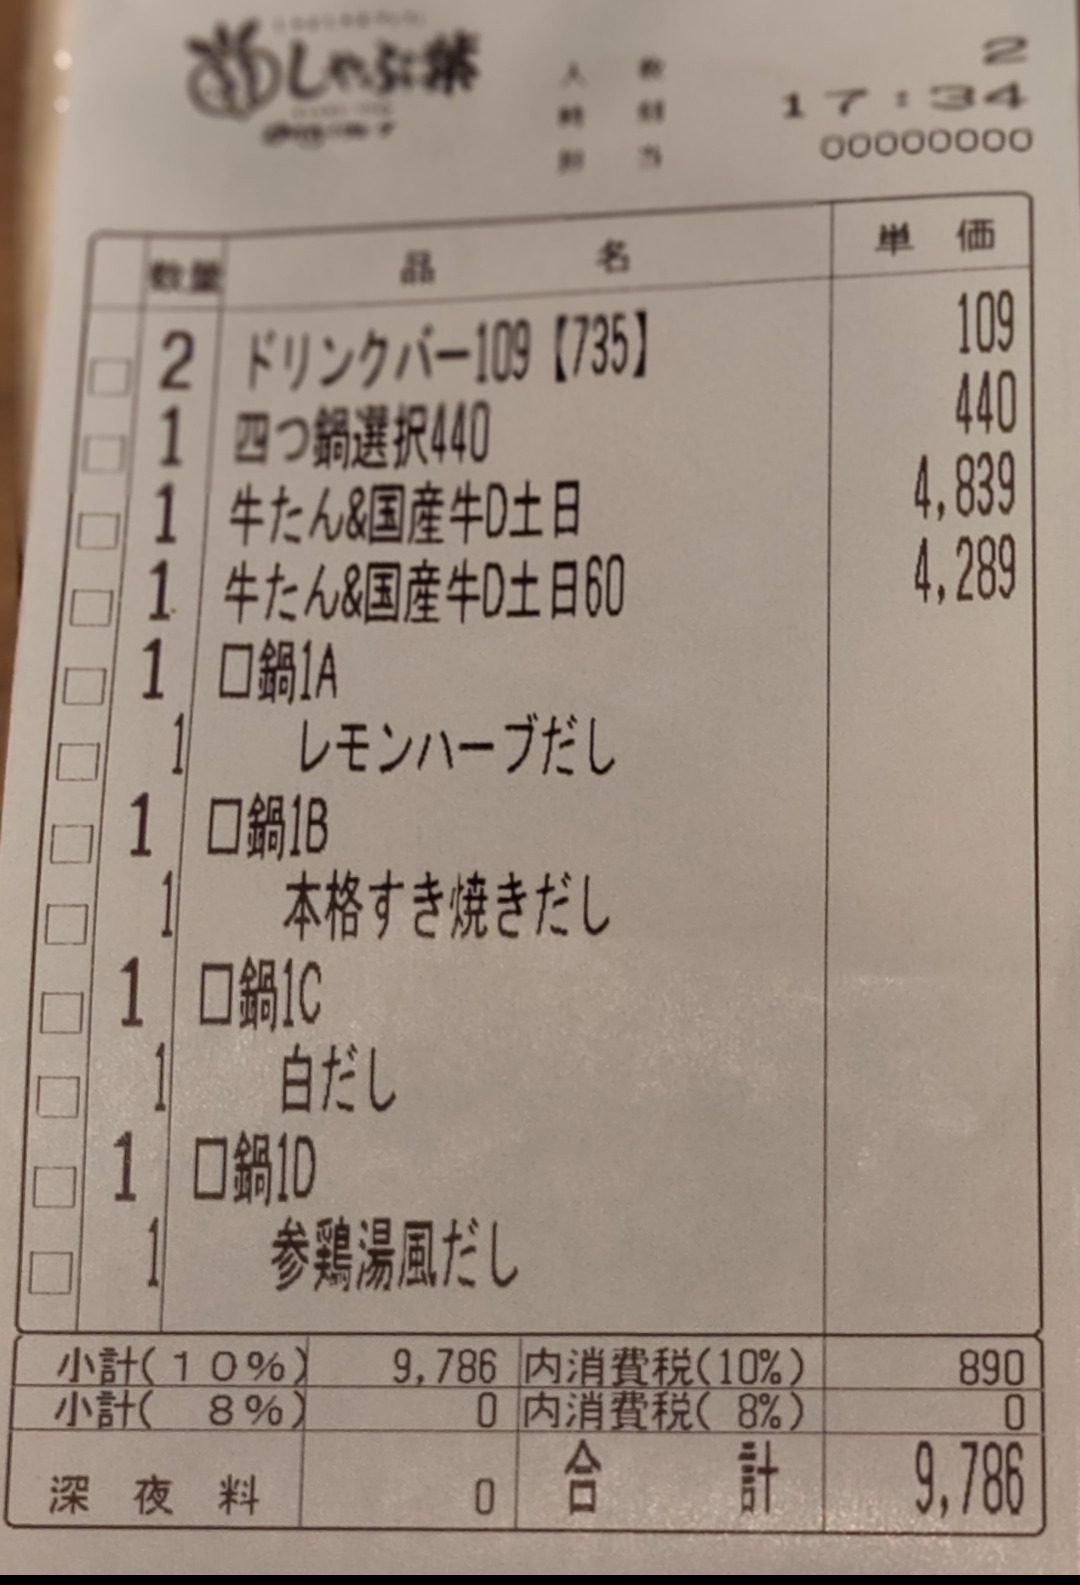 しゃぶ葉
人数 2
時刻 17:34
担当 00000000
数量 品名 単価
2 ドリンクバー109【735】 109
1 四つ鍋選択440 440
1 牛たん&国産牛D土日 4,839
1 牛たん&国産牛D土日60 4,289
1 □鍋1A
1 レモンハーブだし
1 □鍋1B
1 本格すき焼きだし
1 □鍋1C
1 白だし
1 □鍋1D
1 参鶏湯風だし
小計(10%) 9,786 内消費税(10%) 890
小計( 8%) 0 内消費税( 8%) 0
深夜料 0 合計 9,786